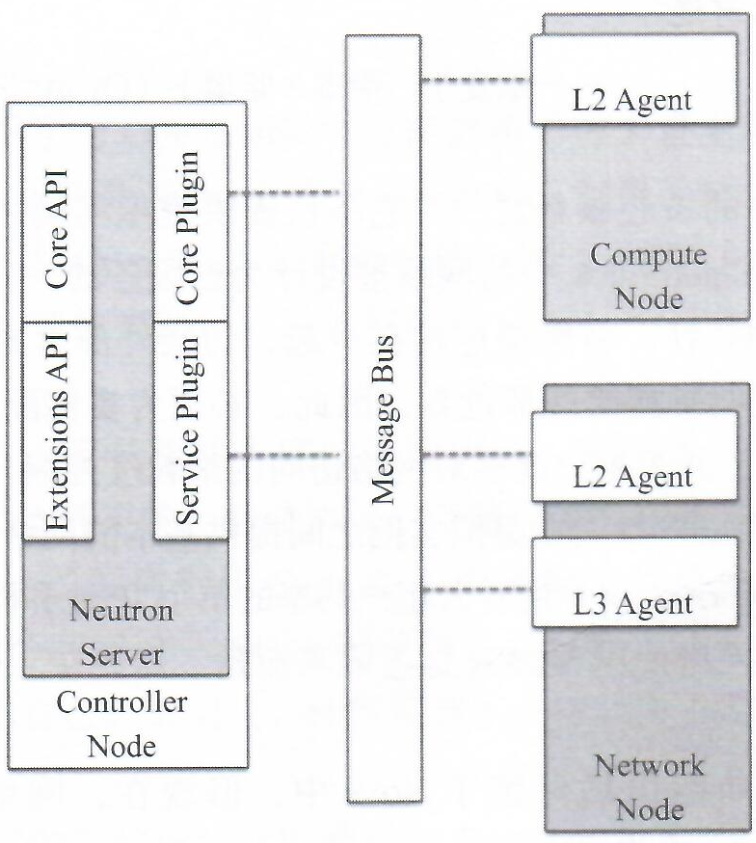 Core API
Core Plugin
Extensions API
Service Plugin
Neutron
Server
Controller
Node
Message Bus
L2 Agent
Compute
Node
L2 Agent
L3 Agent
Network
Node